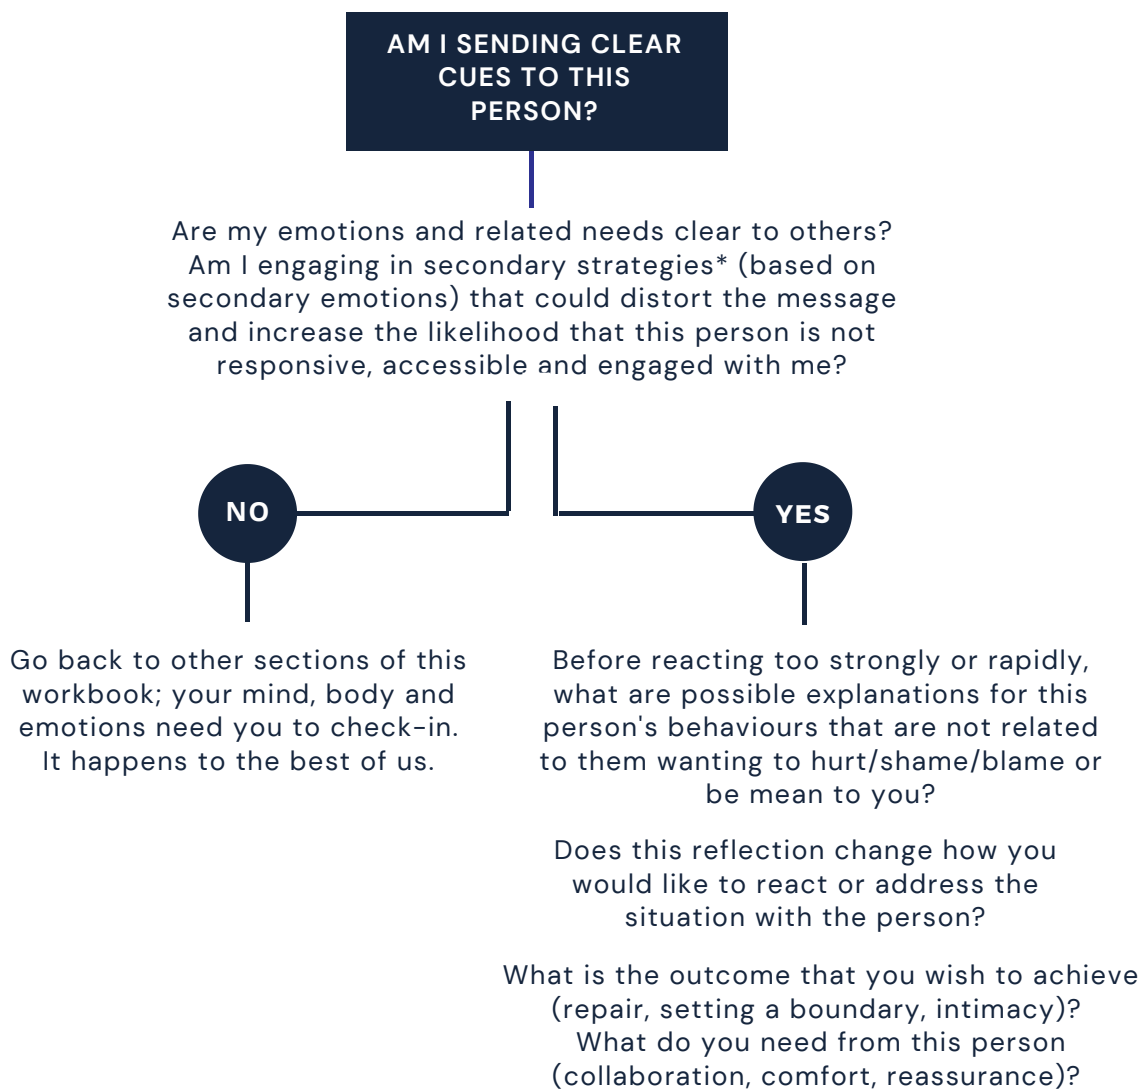 AM I SENDING CLEAR
CUES TO THIS
PERSON?
Are my emotions and related needs clear to others?
Am I engaging in secondary strategies* (based on
secondary emotions) that could distort the message
and increase the likelihood that this person is not
responsive, accessible and engaged with me?
NO
YES
Go back to other sections of this
workbook; your mind, body and
emotions need you to check-in.
It happens to the best of us.
Before reacting too strongly or rapidly,
what are possible explanations for this
person's behaviours that are not related
to them wanting to hurt/shame/blame or
be mean to you?
Does this reflection change how you
would like to react or address the
situation with the person?
What is the outcome that you wish to achieve
(repair, setting a boundary, intimacy)?
What do you need from this person
(collaboration, comfort, reassurance)?